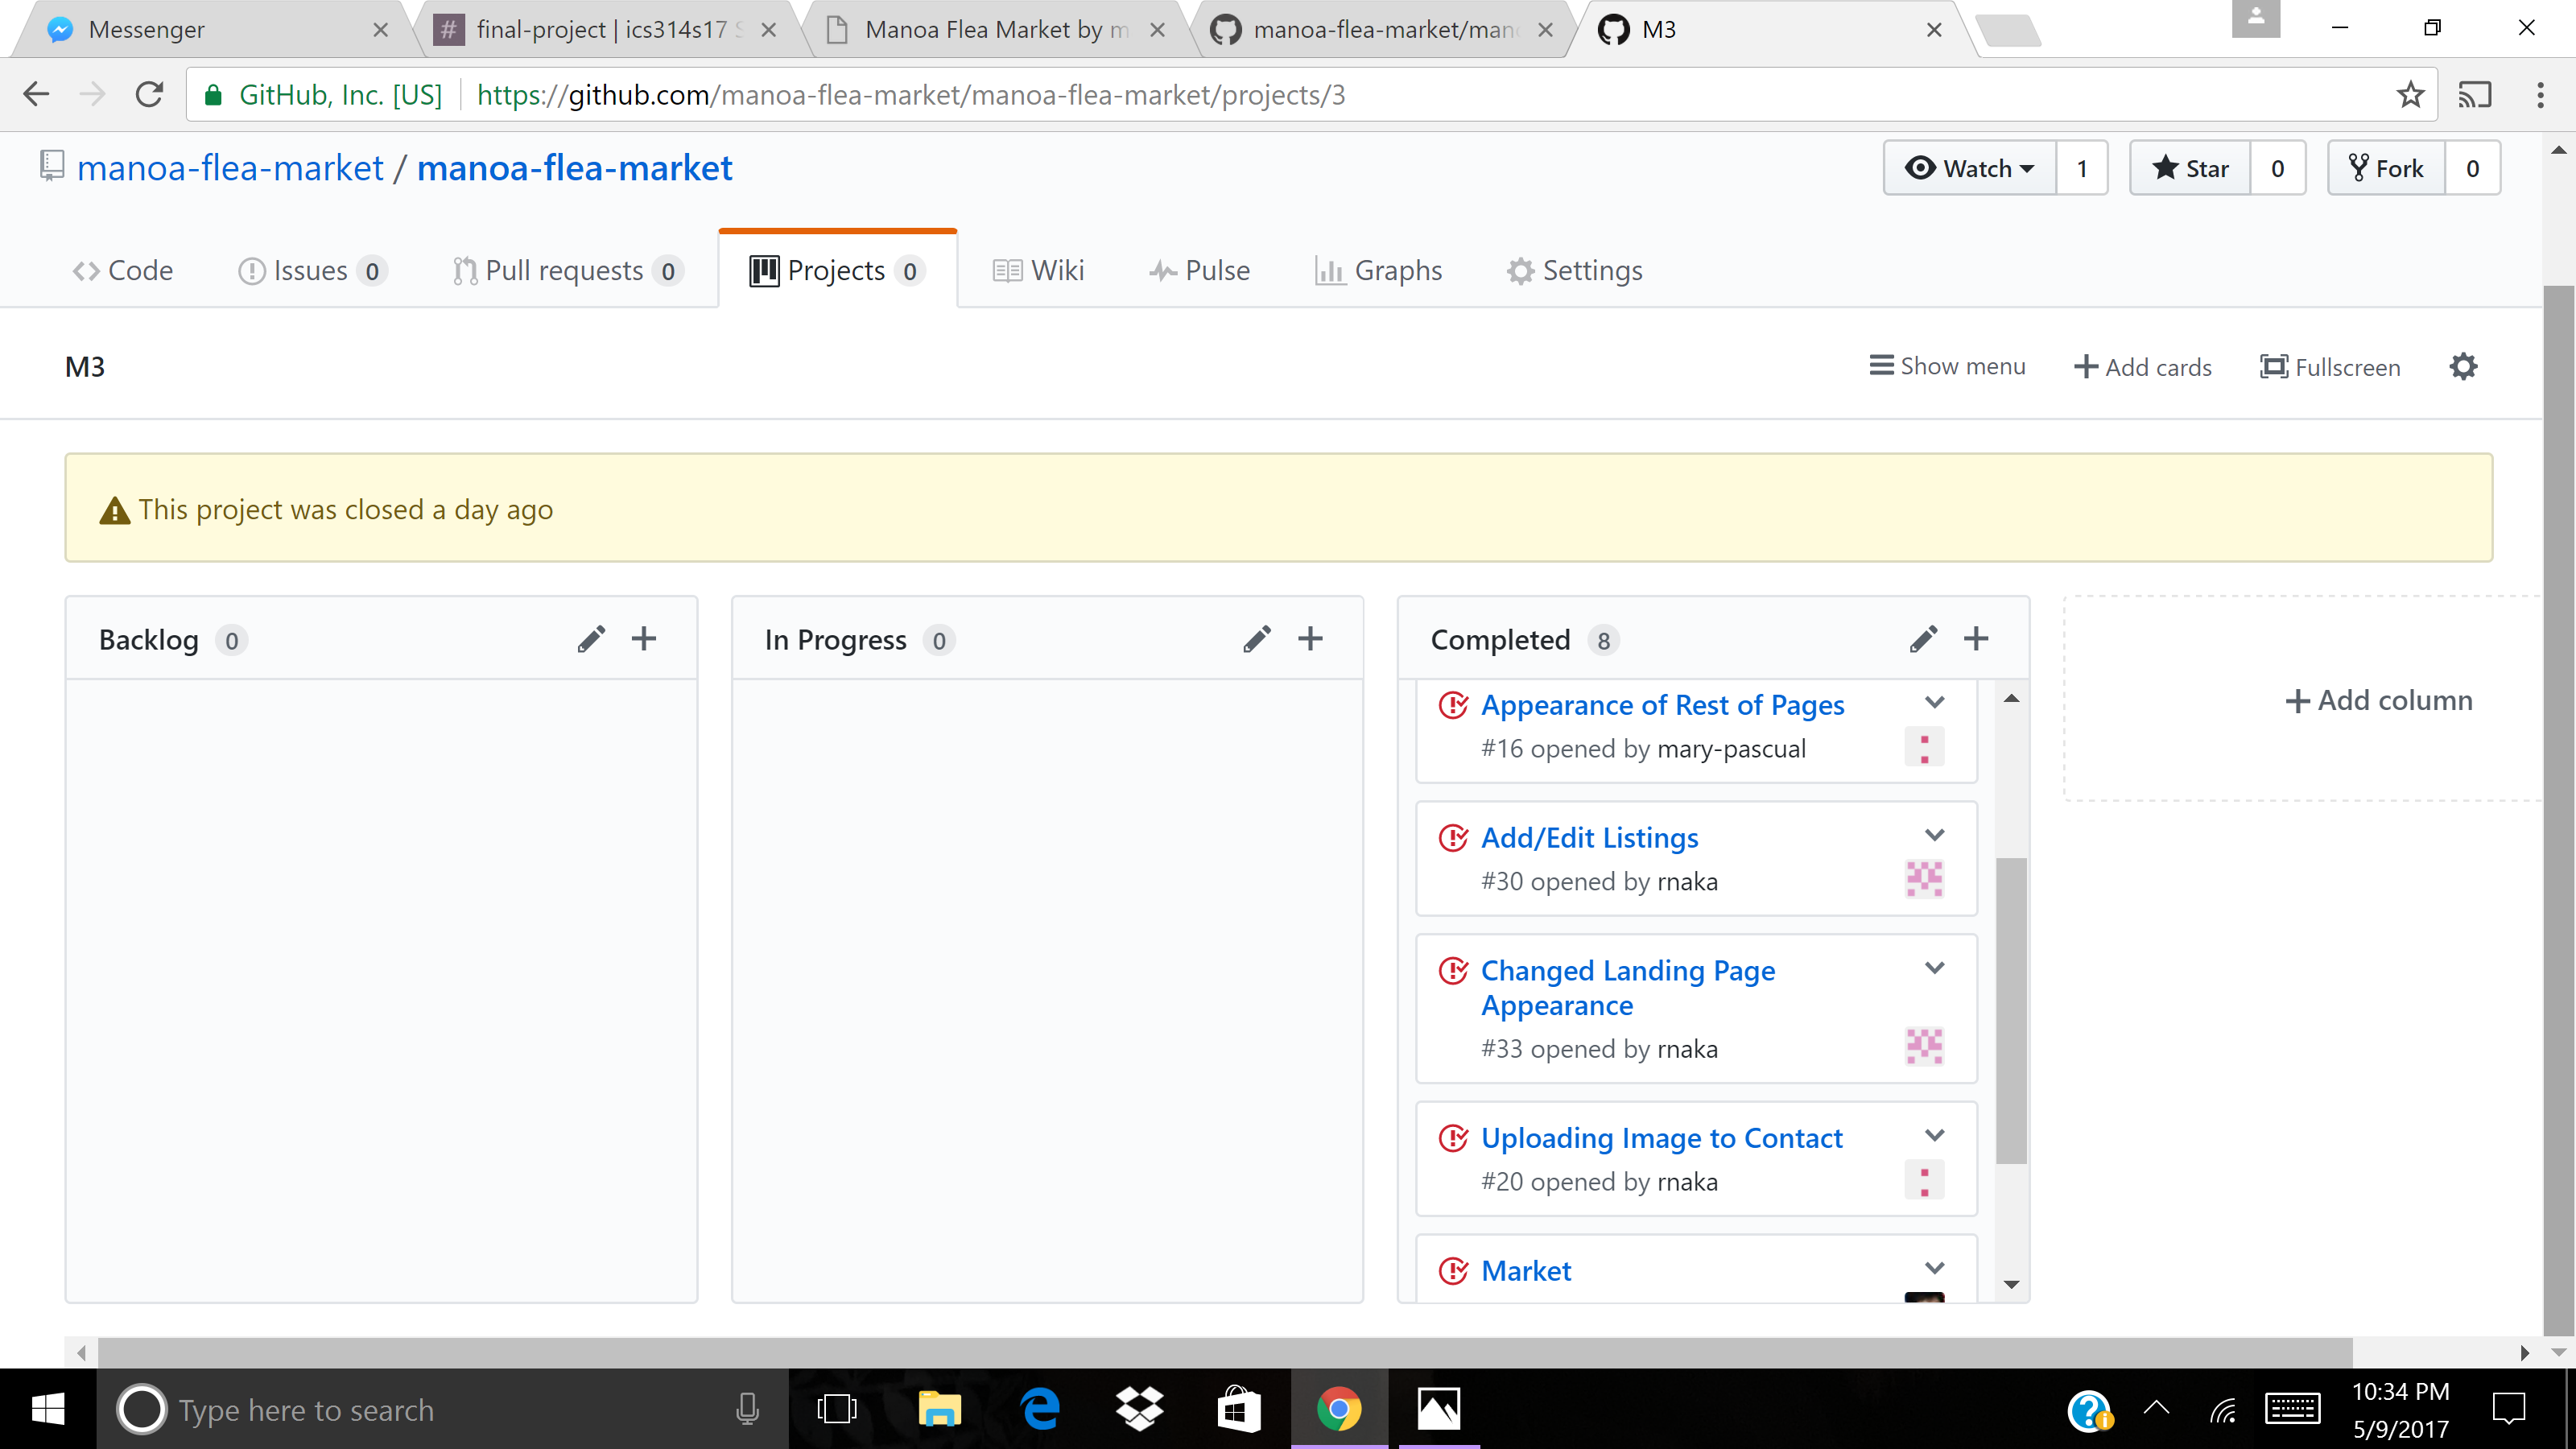 Messenger
final-project | ics314s17 S
Manoa Flea Market by m
manoa-flea-market/mano
M3
GitHub, Inc. [US]
https://github.com/manoa-flea-market/manoa-flea-market/projects/3
manoa-flea-market / manoa-flea-market
Watch 1
Star 0
Fork 0
Code
Issues 0
Pull requests 0
Projects 0
Wiki
Pulse
Graphs
Settings
M3
Show menu
Add cards
Fullscreen
This project was closed a day ago
Backlog 0
In Progress 0
Completed 8
Appearance of Rest of Pages
#16 opened by mary-pascual
Add/Edit Listings
#30 opened by rnaka
Changed Landing Page
Appearance
#33 opened by rnaka
Uploading Image to Contact
#20 opened by rnaka
Market
Add column
Type here to search
10:34 PM
5/9/2017